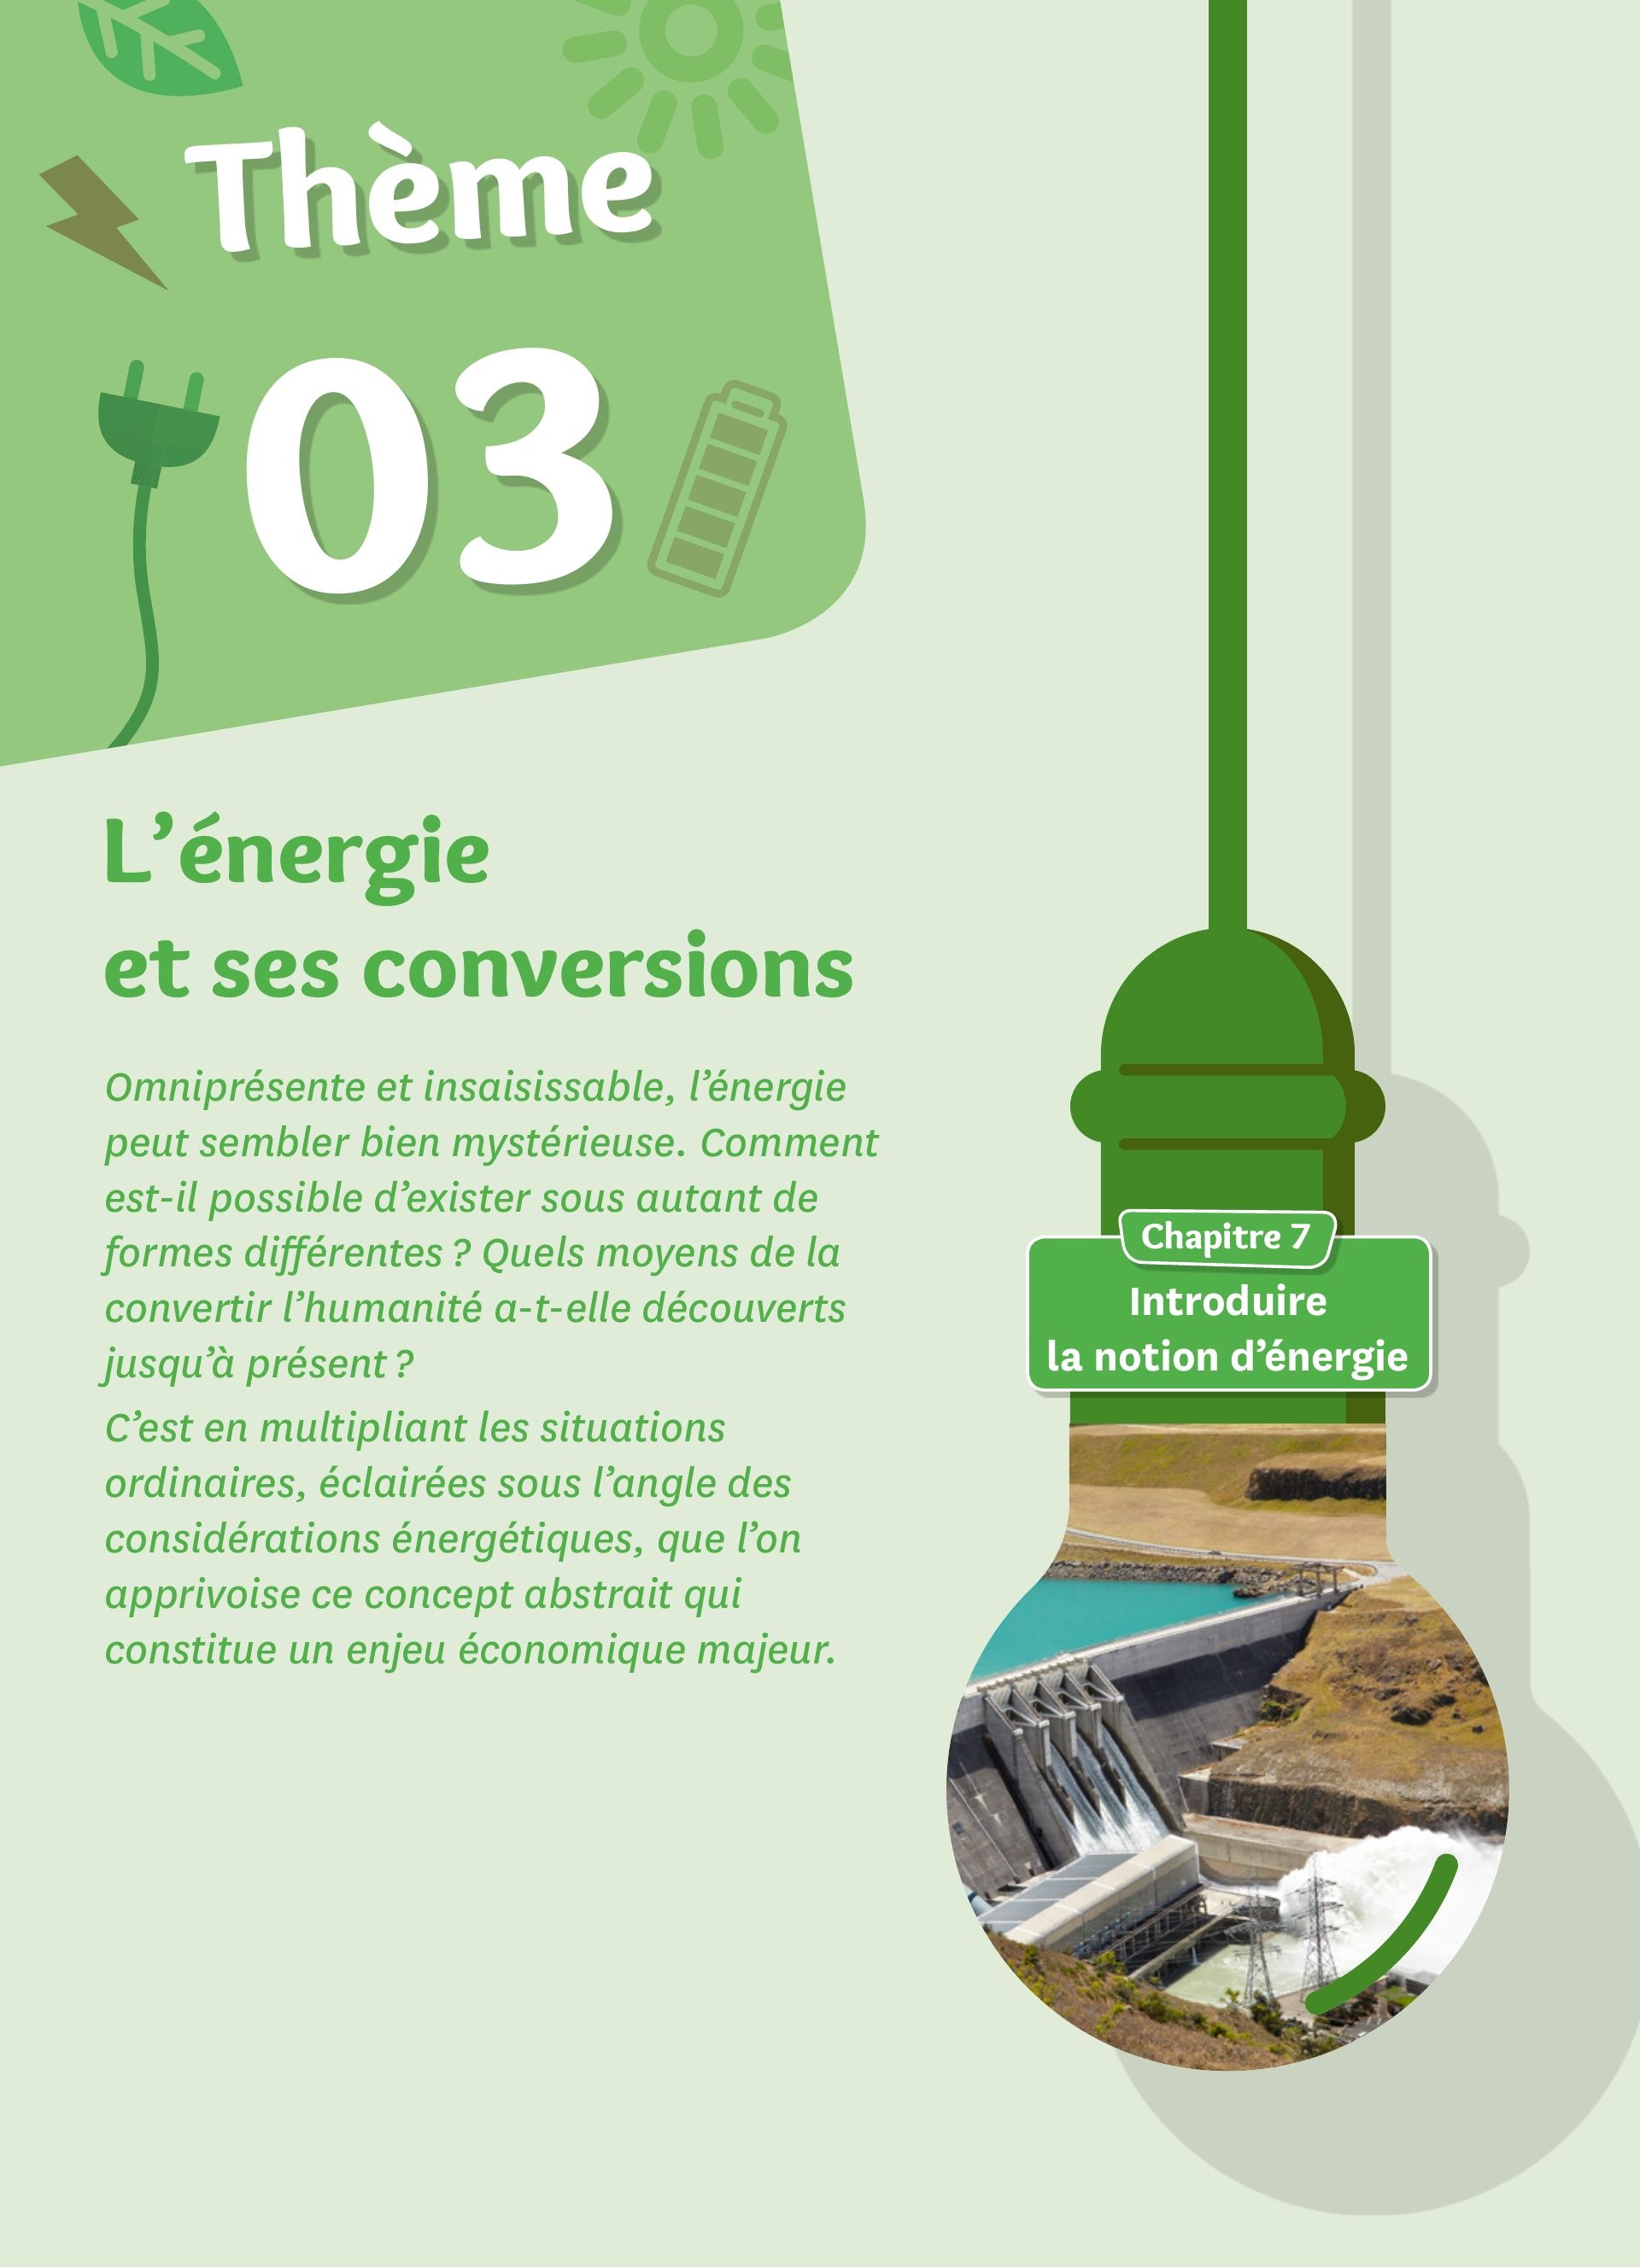 Thème
03
L’énergie
et ses conversions
Omniprésente et insaisissable, l’énergie
peut sembler bien mystérieuse. Comment
est-il possible d’exister sous autant de
formes différentes ? Quels moyens de la
convertir l’humanité a-t-elle découverts
jusqu’à présent ?
C’est en multipliant les situations
ordinaires, éclairées sous l’angle des
considérations énergétiques, que l’on
apprivoise ce concept abstrait qui
constitue un enjeu économique majeur.
Chapitre 7
Introduire
la notion d’énergie